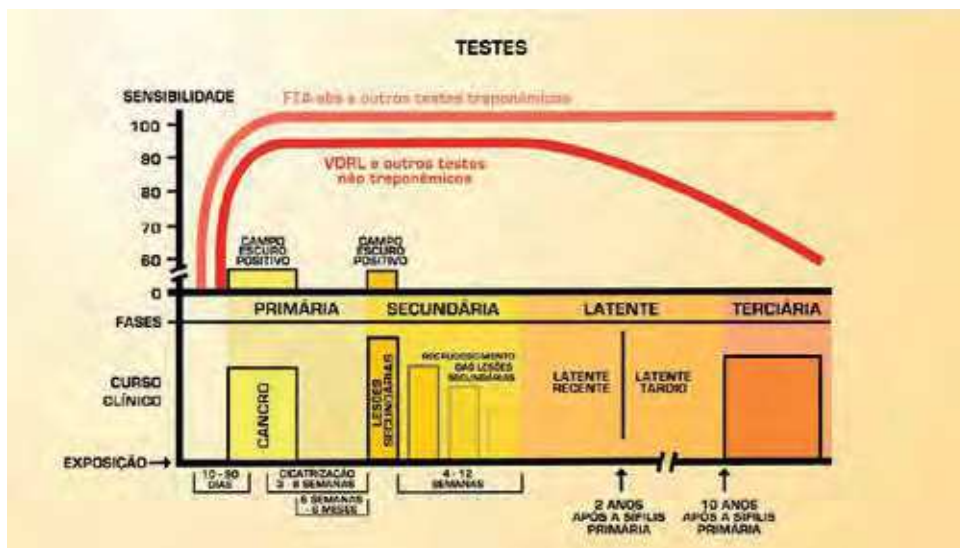 TESTES
SENSIBILIDADE
FTA-abs e outros testes treponêmicos
100
90
80
70
60
0
VDRL e outros testes
não treponêmicos
CAMPO
ESCURO
POSITIVO
CAMPO
ESCURO
POSITIVO
FASES
PRIMÁRIA
SECUNDÁRIA
LATENTE
TERCIÁRIA
CURSO
CLÍNICO
CANCRO
LESÕES
SECUNDÁRIAS
RECRUDESCIMENTO
DAS LESÕES
SECUNDÁRIAS
LATENTE
RECENTE
LATENTE
TARDIO
EXPOSIÇÃO
10 - 90
DIAS
CICATRIZAÇÃO
SEMANAS
6 SEMANAS
- 6 MESES
4 - 12
SEMANAS
2 ANOS
APÓS A SÍFILIS
PRIMÁRIA
10 ANOS
APÓS A SÍFILIS
PRIMÁRIA